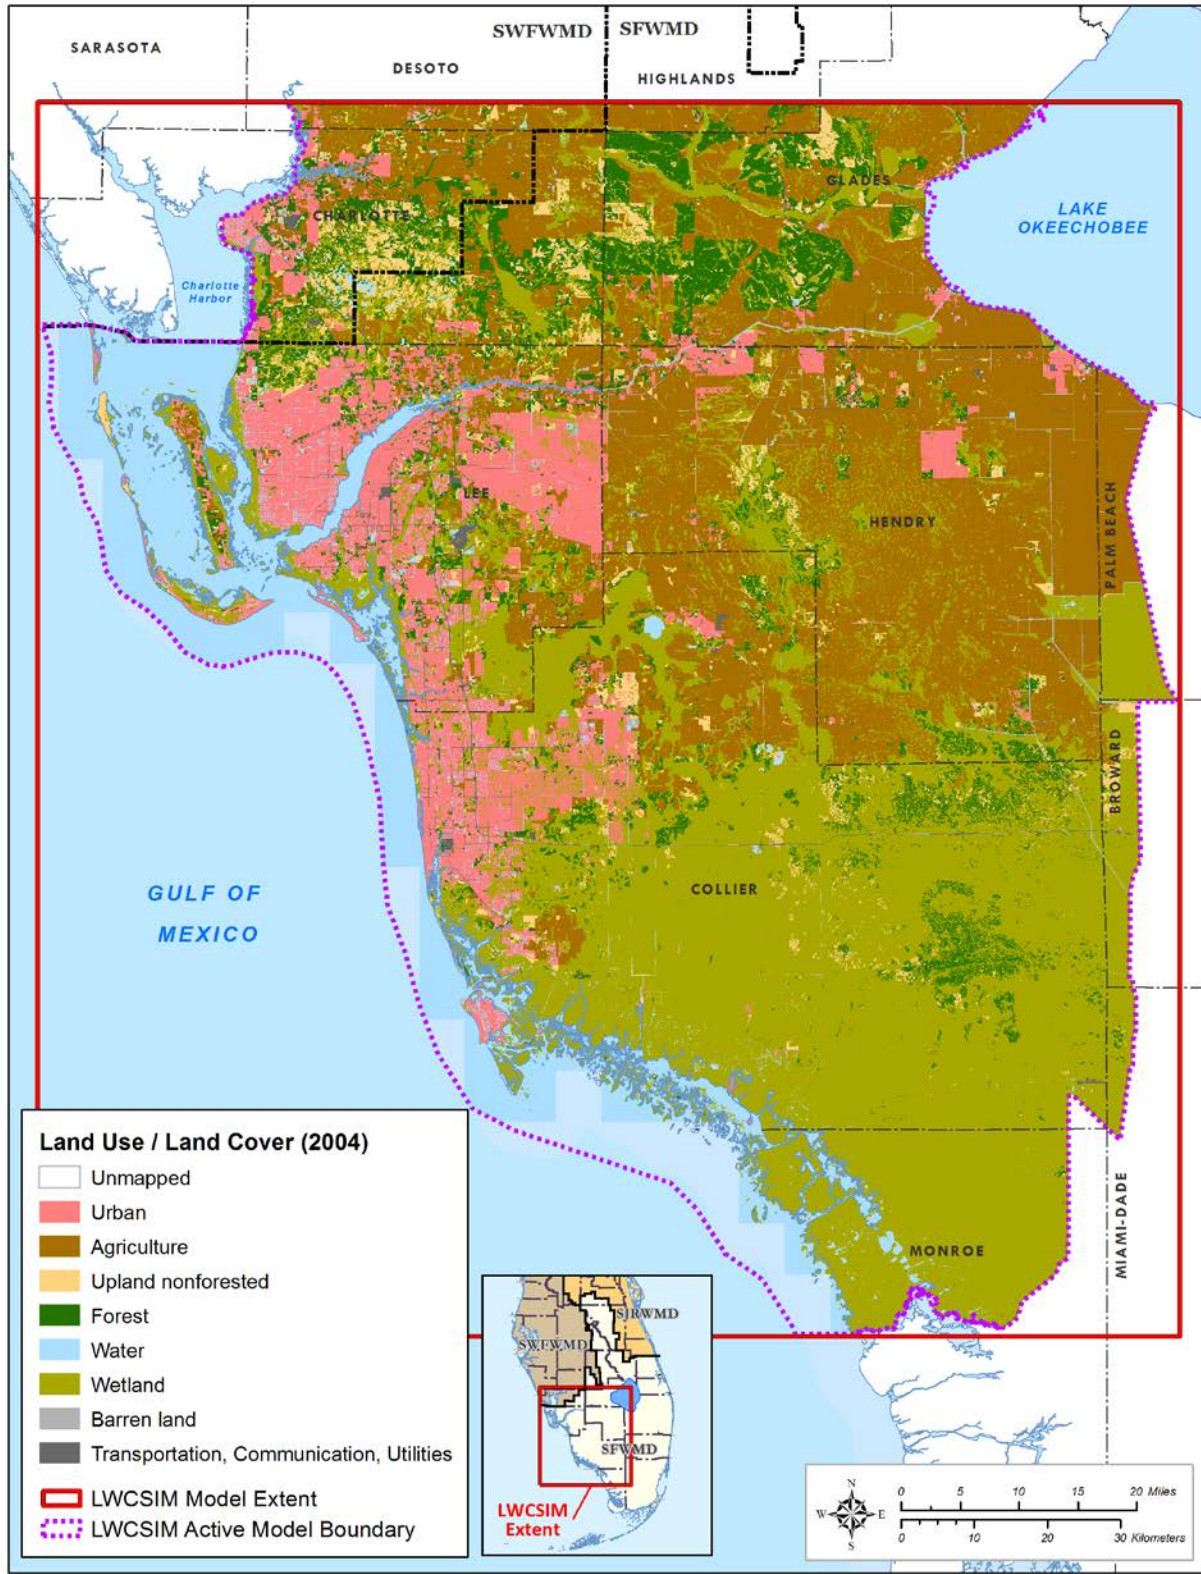 SWFWMD
SFWMD
SARASOTA
DESOTO
HIGHLANDS
GLADES
CHARLOTTE
LAKE
OKEECHOBEE
Charlotte
Harbor
LEE
HENDRY
PALM BEACH
BROWARD
COLLIER
GULF OF
MEXICO
MONROE
MIAMI-DADE
Land Use / Land Cover (2004)
Unmapped
Urban
Agriculture
Upland nonforested
Forest
Water
Wetland
Barren land
Transportation, Communication, Utilities
LWCSIM Model Extent
LWCSIM Active Model Boundary
SJRWMD
SWFWMD
SFWMD
LWCSIM
Extent
N
W E
S
0 5 10 15 20 Miles
0 10 20 30 Kilometers